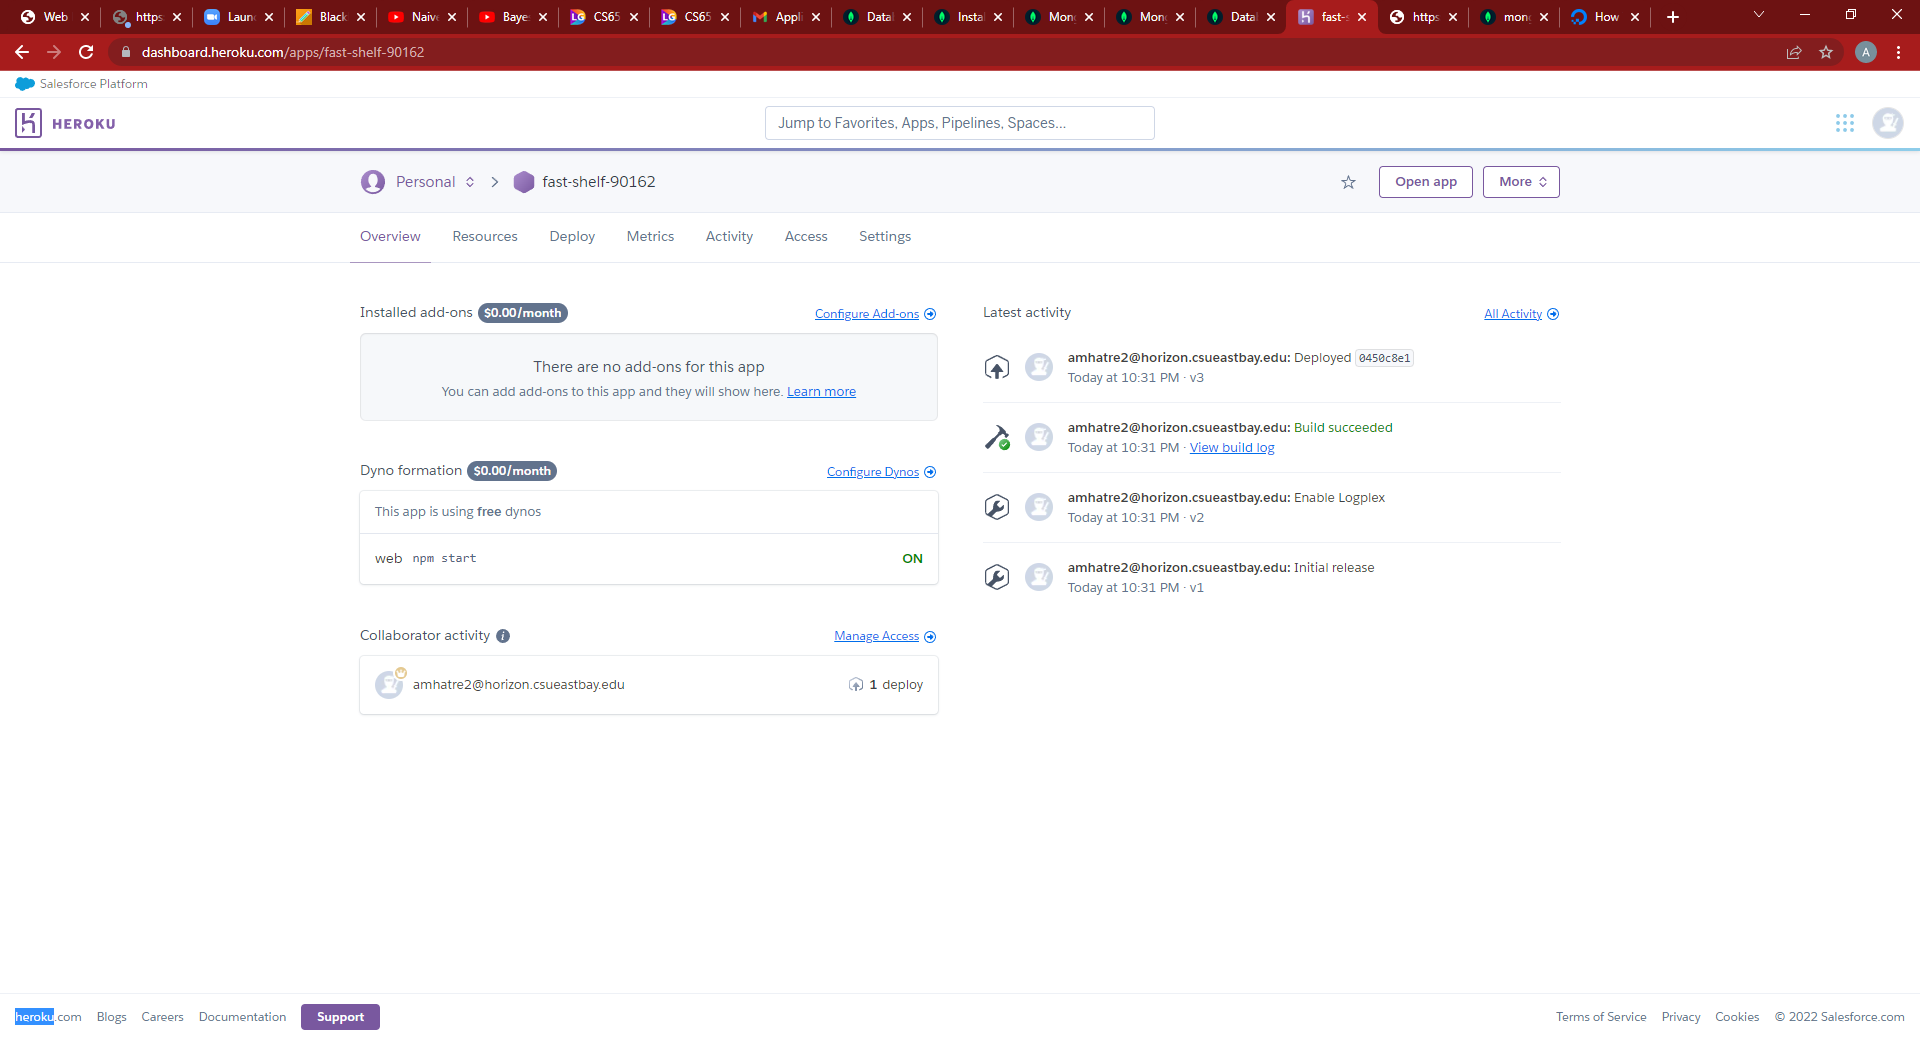 Web
https
Laun
Black
Naive
Baye
CS65
CS65
Appli
Datal
Instal
Mon
Mon
Datal
fast-s
https
mon
How
dashboard.heroku.com/apps/fast-shelf-90162
A
Salesforce Platform
HEROKU
Jump to Favorites, Apps, Pipelines, Spaces...
Personal
fast-shelf-90162
Open app
More
Overview
Resources
Deploy
Metrics
Activity
Access
Settings
Installed add-ons $0.00/month
Configure Add-ons
There are no add-ons for this app
You can add add-ons to this app and they will show here. Learn more
Dyno formation $0.00/month
Configure Dynos
This app is using free dynos
web npm start
ON
Collaborator activity i
Manage Access
amhatre2@horizon.csueastbay.edu
1 deploy
Latest activity
All Activity
amhatre2@horizon.csueastbay.edu: Deployed 0450c8e1
Today at 10:31 PM · v3
amhatre2@horizon.csueastbay.edu: Build succeeded
Today at 10:31 PM · View build log
amhatre2@horizon.csueastbay.edu: Enable Logplex
Today at 10:31 PM · v2
amhatre2@horizon.csueastbay.edu: Initial release
Today at 10:31 PM · v1
heroku.com
Blogs
Careers
Documentation
Support
Terms of Service
Privacy
Cookies
© 2022 Salesforce.com